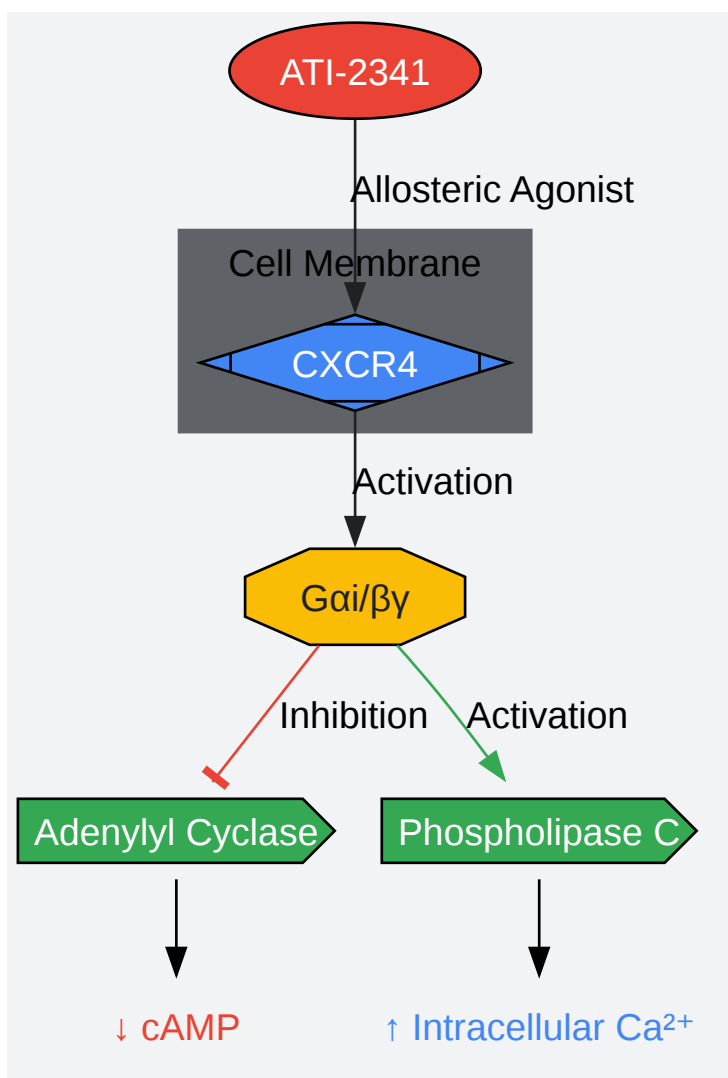 ATI-2341
Allosteric Agonist
Cell Membrane
CXCR4
Activation
Gαi/βγ
Inhibition
Activation
Adenylyl Cyclase
Phospholipase C
↓ cAMP
↑ Intracellular Ca²⁺